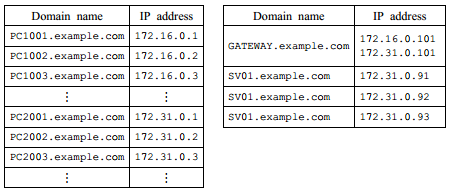 Domain name IP address
PC1001.example.com 172.16.0.1
PC1002.example.com 172.16.0.2
PC1003.example.com 172.16.0.3
⋮ ⋮
PC2001.example.com 172.31.0.1
PC2002.example.com 172.31.0.2
PC2003.example.com 172.31.0.3
⋮ ⋮
Domain name IP address
GATEWAY.example.com 172.16.0.101
172.31.0.101
SV01.example.com 172.31.0.91
SV01.example.com 172.31.0.92
SV01.example.com 172.31.0.93